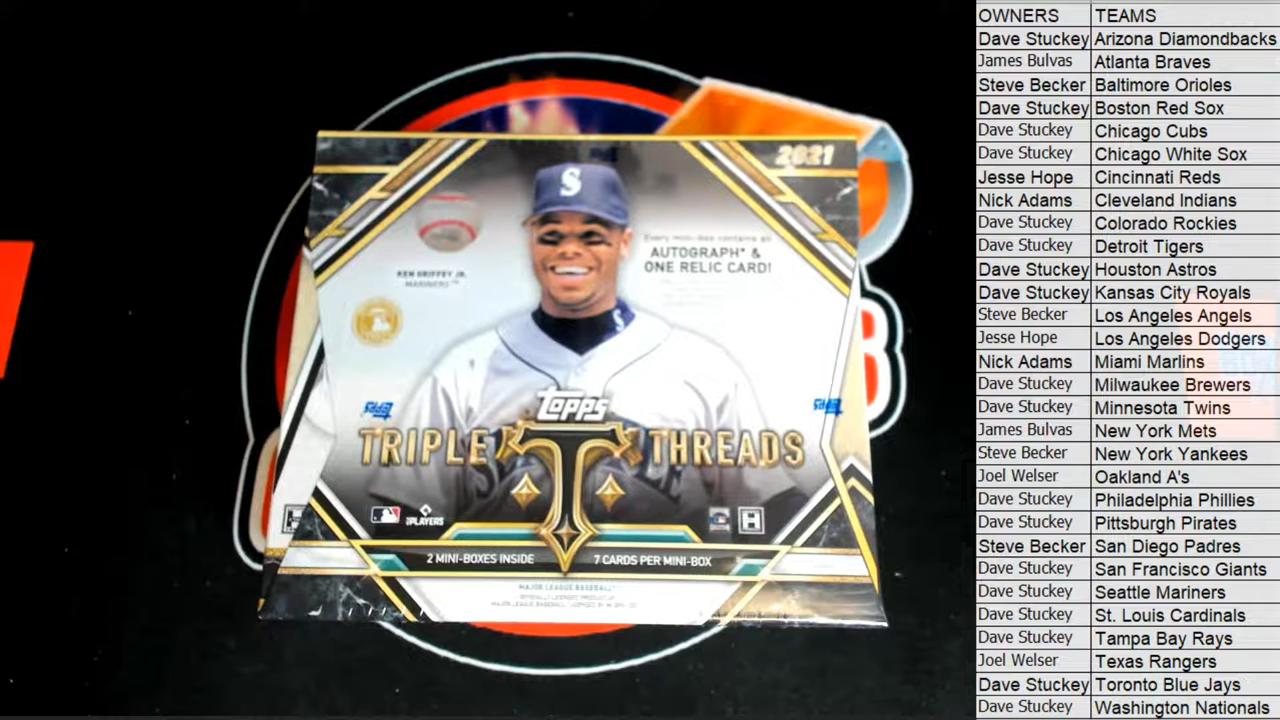 2021
Every mini-box contains an
AUTOGRAPH* &
ONE RELIC CARD!
KEN GRIFFEY JR.
MARINERS™
S
topps
TRIPLE T THREADS
PLAYERS
H
2 MINI-BOXES INSIDE
7 CARDS PER MINI-BOX
MAJOR LEAGUE BASEBALL
OFFICIALLY LICENSED PRODUCT OF
OWNERS TEAMS
Dave Stuckey Arizona Diamondbacks
James Bulvas Atlanta Braves
Steve Becker Baltimore Orioles
Dave Stuckey Boston Red Sox
Dave Stuckey Chicago Cubs
Dave Stuckey Chicago White Sox
Jesse Hope Cincinnati Reds
Nick Adams Cleveland Indians
Dave Stuckey Colorado Rockies
Dave Stuckey Detroit Tigers
Dave Stuckey Houston Astros
Dave Stuckey Kansas City Royals
Steve Becker Los Angeles Angels
Jesse Hope Los Angeles Dodgers
Nick Adams Miami Marlins
Dave Stuckey Milwaukee Brewers
Dave Stuckey Minnesota Twins
James Bulvas New York Mets
Steve Becker New York Yankees
Joel Welser Oakland A's
Dave Stuckey Philadelphia Phillies
Dave Stuckey Pittsburgh Pirates
Steve Becker San Diego Padres
Dave Stuckey San Francisco Giants
Dave Stuckey Seattle Mariners
Dave Stuckey St. Louis Cardinals
Dave Stuckey Tampa Bay Rays
Joel Welser Texas Rangers
Dave Stuckey Toronto Blue Jays
Dave Stuckey Washington Nationals